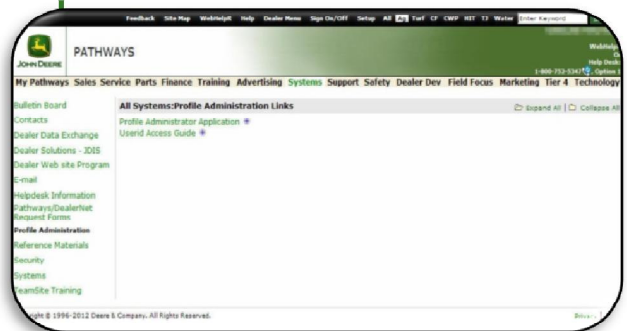 Feedback Site Map WebHelpR Help Dealer Menu Sign On/Off Setup All Ag Turf CF CWP HIT TJ Water Enter Keyword
JOHN DEERE
PATHWAYS
WebHelp
Help Desk
1-800-753-5347, Option 1
My Pathways Sales Service Parts Finance Training Advertising Systems Support Safety Dealer Dev Field Focus Marketing Tier 4 Technology
Bulletin Board
Contacts
Dealer Data Exchange
Dealer Solutions - JDIS
Dealer Web site Program
E-mail
Helpdesk Information
Pathways/DealerNet
Request Forms
Profile Administration
Reference Materials
Security
Systems
TeamSite Training
All Systems:Profile Administration Links
Expand All | Collapse All
Profile Administrator Application
Userid Access Guide
right © 1996-2012 Deere & Company. All Rights Reserved.